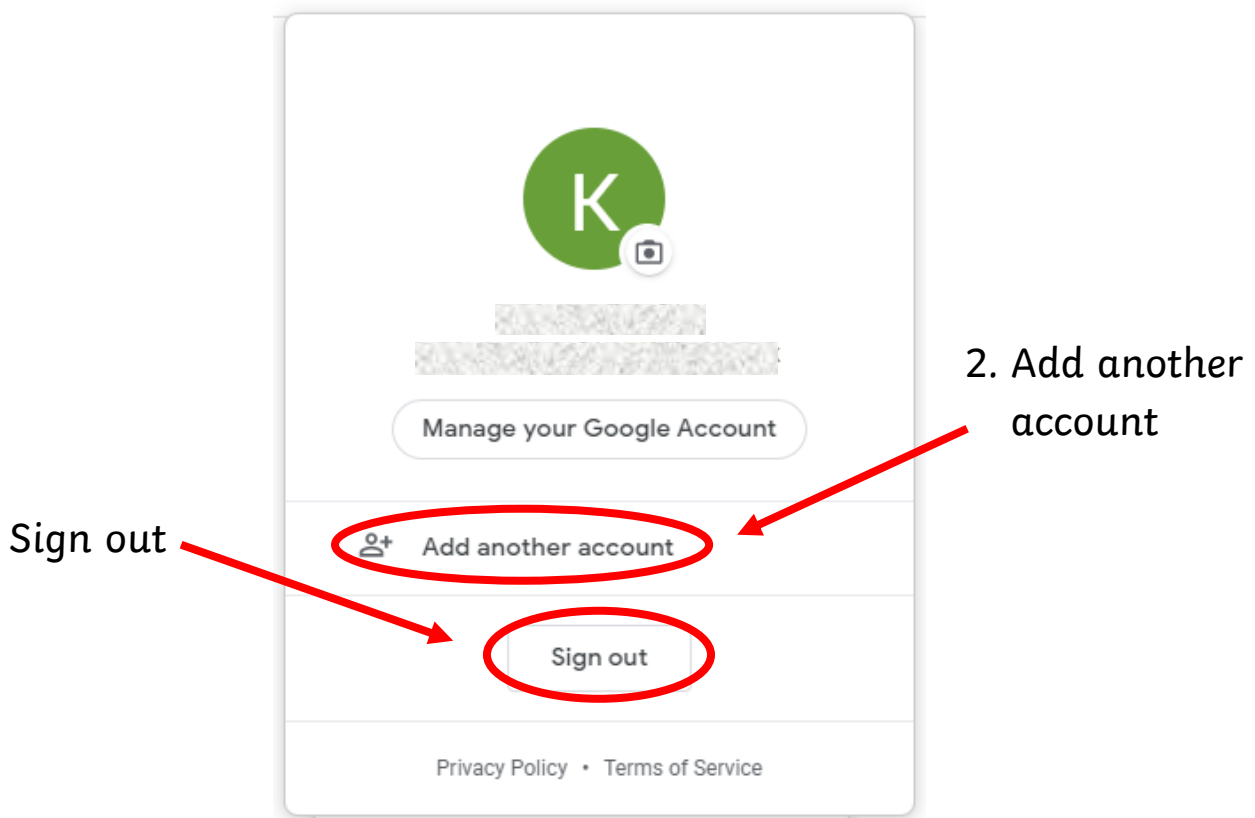 K
Manage your Google Account
2. Add another
account
Sign out
Add another account
Sign out
Privacy Policy • Terms of Service